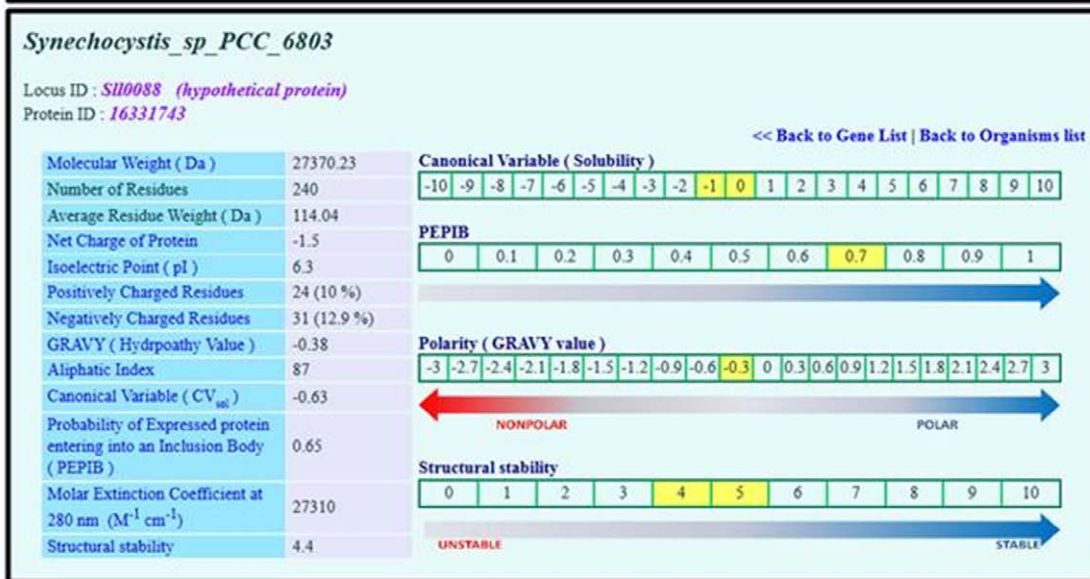 Synechocystis_sp_PCC_6803
Locus ID : Sll0088 (hypothetical protein)
Protein ID : 16331743
<< Back to Gene List | Back to Organisms list
Molecular Weight ( Da ) 27370.23
Number of Residues 240
Average Residue Weight ( Da ) 114.04
Net Charge of Protein -1.5
Isoelectric Point ( pI ) 6.3
Positively Charged Residues 24 (10 %)
Negatively Charged Residues 31 (12.9 %)
GRAVY ( Hydrpoathy Value ) -0.38
Aliphatic Index 87
Canonical Variable ( CVsol ) -0.63
Probability of Expressed protein
entering into an Inclusion Body 0.65
( PEPIB )
Molar Extinction Coefficient at
280 nm (M-1 cm-1) 27310
Structural stability 4.4
Canonical Variable ( Solubility )
-10 -9 -8 -7 -6 -5 -4 -3 -2 -1 0 1 2 3 4 5 6 7 8 9 10
PEPIB
0 0.1 0.2 0.3 0.4 0.5 0.6 0.7 0.8 0.9 1
Polarity ( GRAVY value )
-3 -2.7 -2.4 -2.1 -1.8 -1.5 -1.2 -0.9 -0.6 -0.3 0 0.3 0.6 0.9 1.2 1.5 1.8 2.1 2.4 2.7 3
NONPOLAR POLAR
Structural stability
0 1 2 3 4 5 6 7 8 9 10
UNSTABLE STABLE